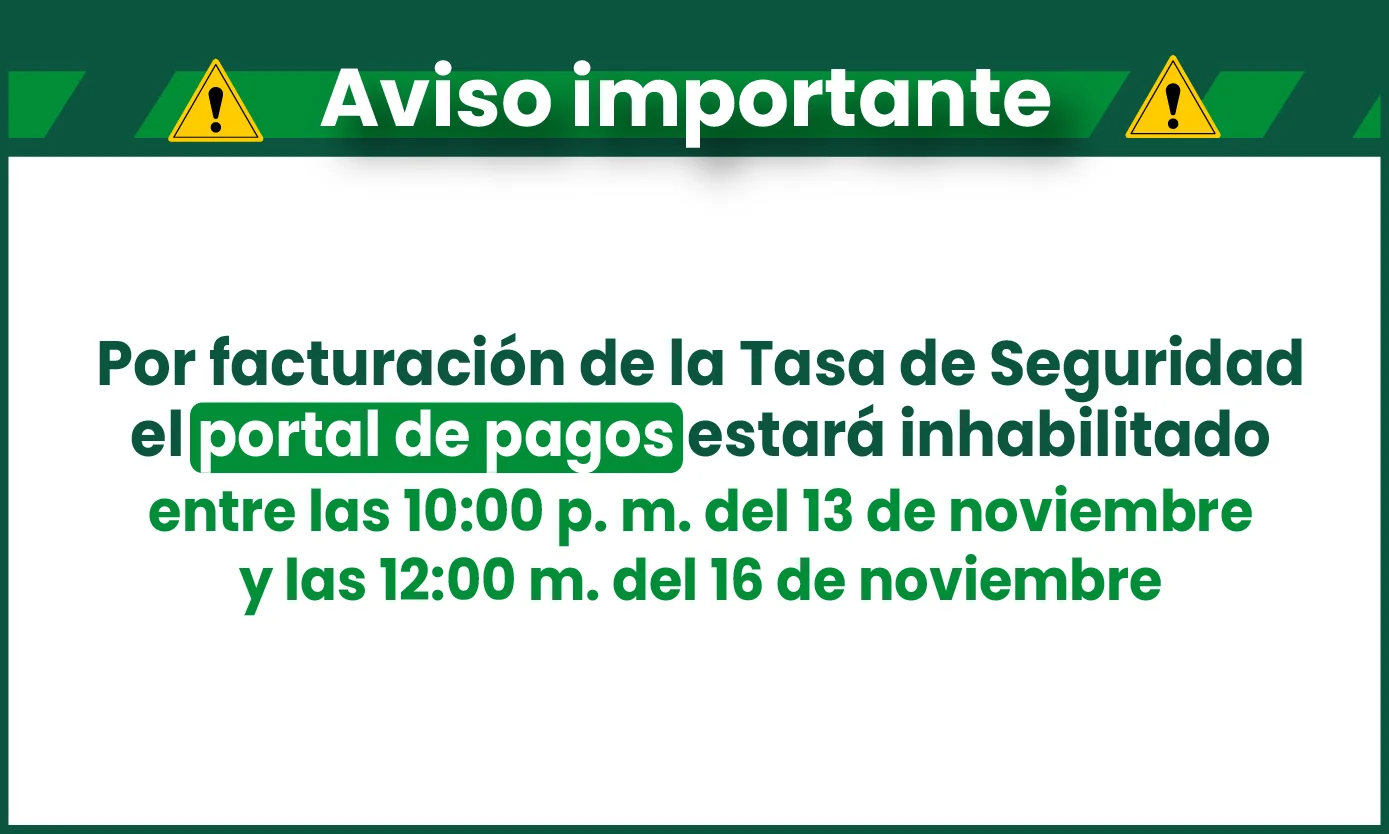 Aviso importante
Por facturación de la Tasa de Seguridad
el portal de pagos estará inhabilitado
entre las 10:00 p. m. del 13 de noviembre
y las 12:00 m. del 16 de noviembre